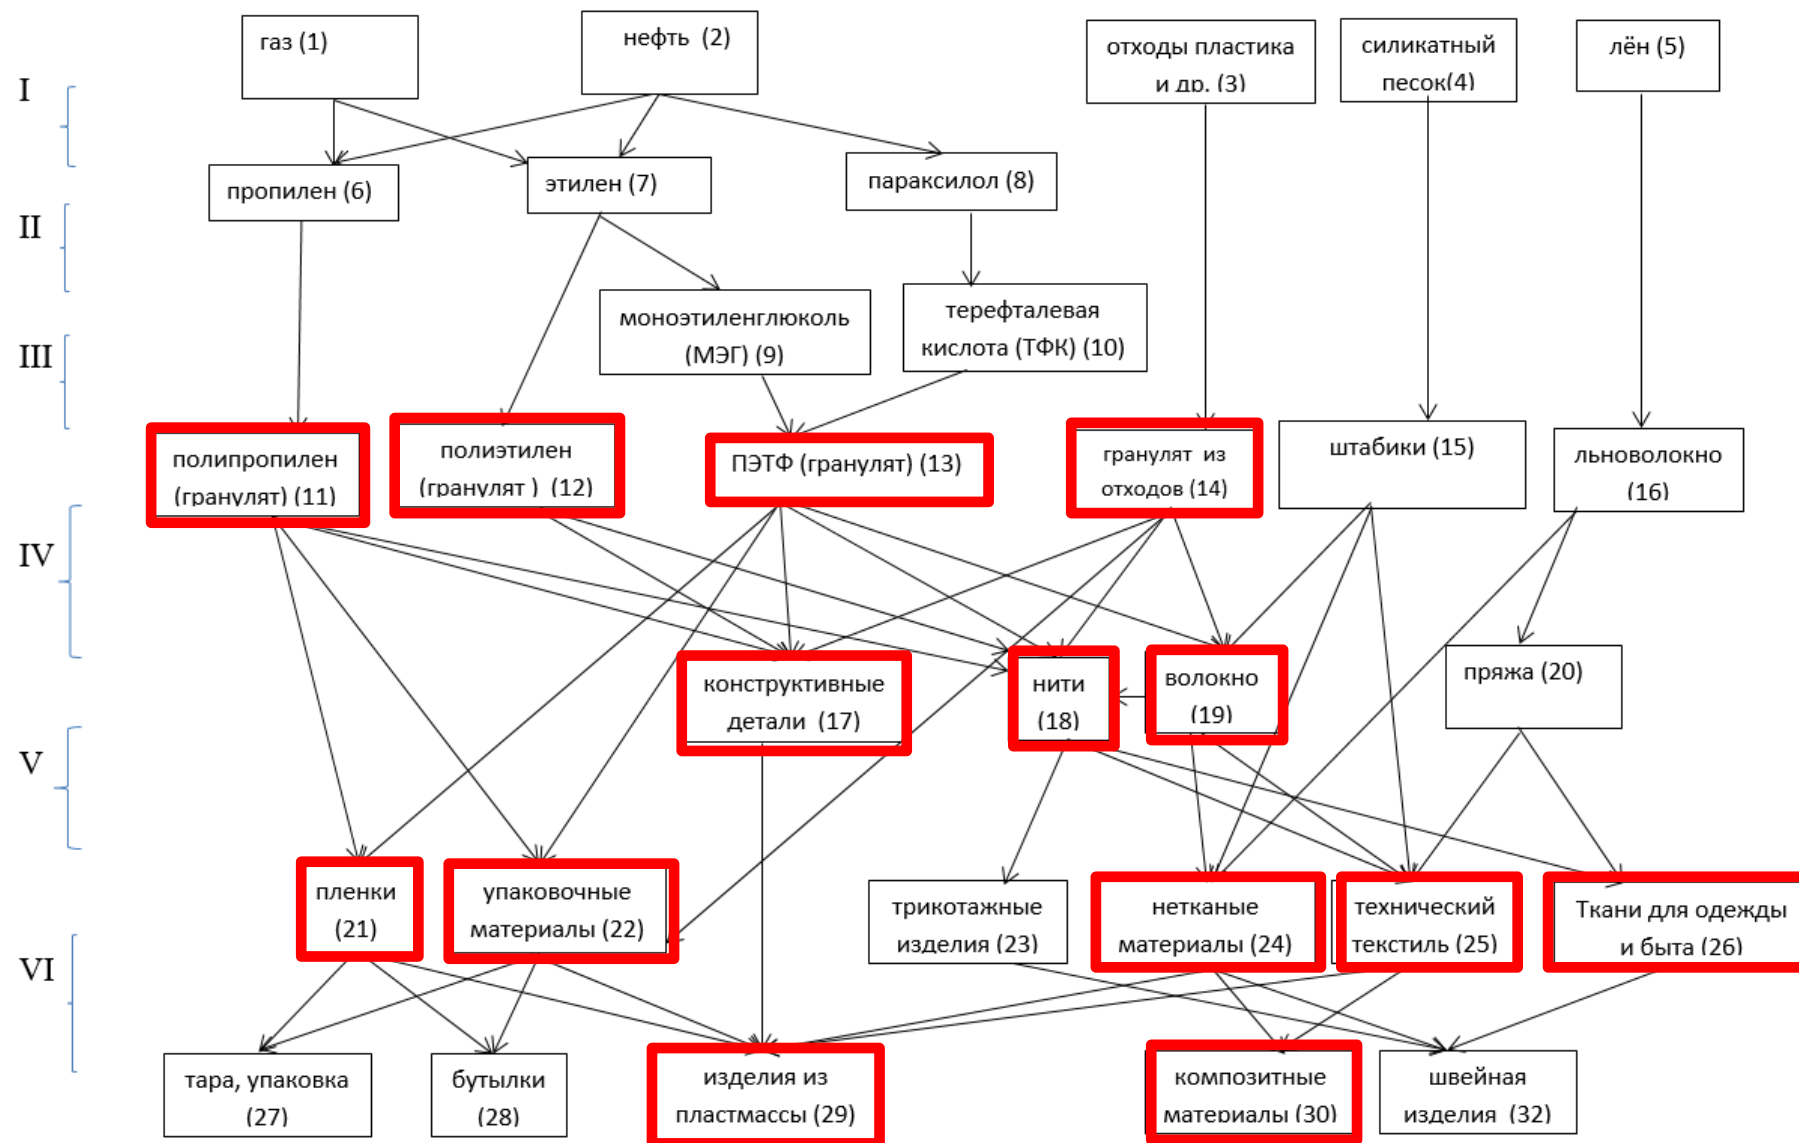 газ (1)
нефть (2)
отходы пластика
и др. (3)
силикатный
песок(4)
лён (5)
I
пропилен (6)
этилен (7)
параксилол (8)
II
моноэтиленглюколь
(МЭГ) (9)
терефталевая
кислота (ТФК) (10)
III
полипропилен
(гранулят) (11)
полиэтилен
(гранулят ) (12)
ПЭТФ (гранулят) (13)
гранулят из
отходов (14)
штабики (15)
льноволокно
(16)
IV
конструктивные
детали (17)
нити
(18)
волокно
(19)
пряжа (20)
V
пленки
(21)
упаковочные
материалы (22)
трикотажные
изделия (23)
нетканые
материалы (24)
технический
текстиль (25)
Ткани для одежды
и быта (26)
VI
тара, упаковка
(27)
бутылки
(28)
изделия из
пластмассы (29)
композитные
материалы (30)
швейная
изделия (32)